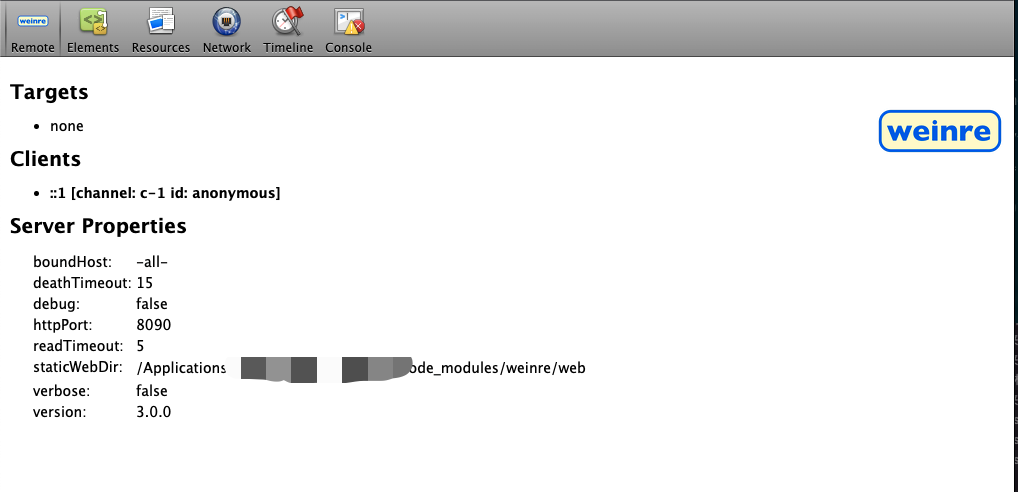 weinre
Remote Elements Resources Network Timeline Console
Targets
• none
weinre
Clients
• ::1 [channel: c-1 id: anonymous]
Server Properties
boundHost: -all-
deathTimeout: 15
debug: false
httpPort: 8090
readTimeout: 5
staticWebDir: /Applications ode_modules/weinre/web
verbose: false
version: 3.0.0